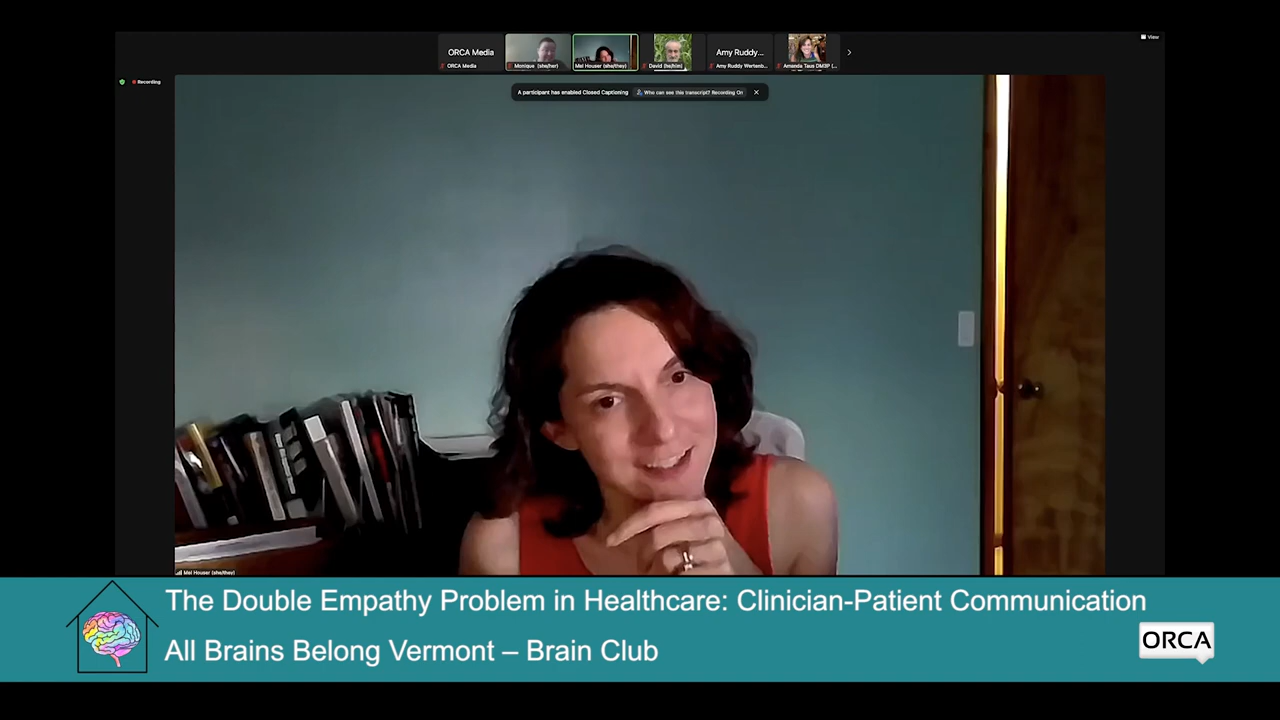 View
ORCA Media
Amy Ruddy...
ORCA Media
Monique (she/her)
Mel Houser (she/they)
David (he/him)
Amy Ruddy Wertenb...
Amanda Taus DM3P (...
Recording
A participant has enabled Closed Captioning
Who can see this transcript? Recording On
Mel Houser (she/they)
The Double Empathy Problem in Healthcare: Clinician-Patient Communication
All Brains Belong Vermont – Brain Club
ORCA